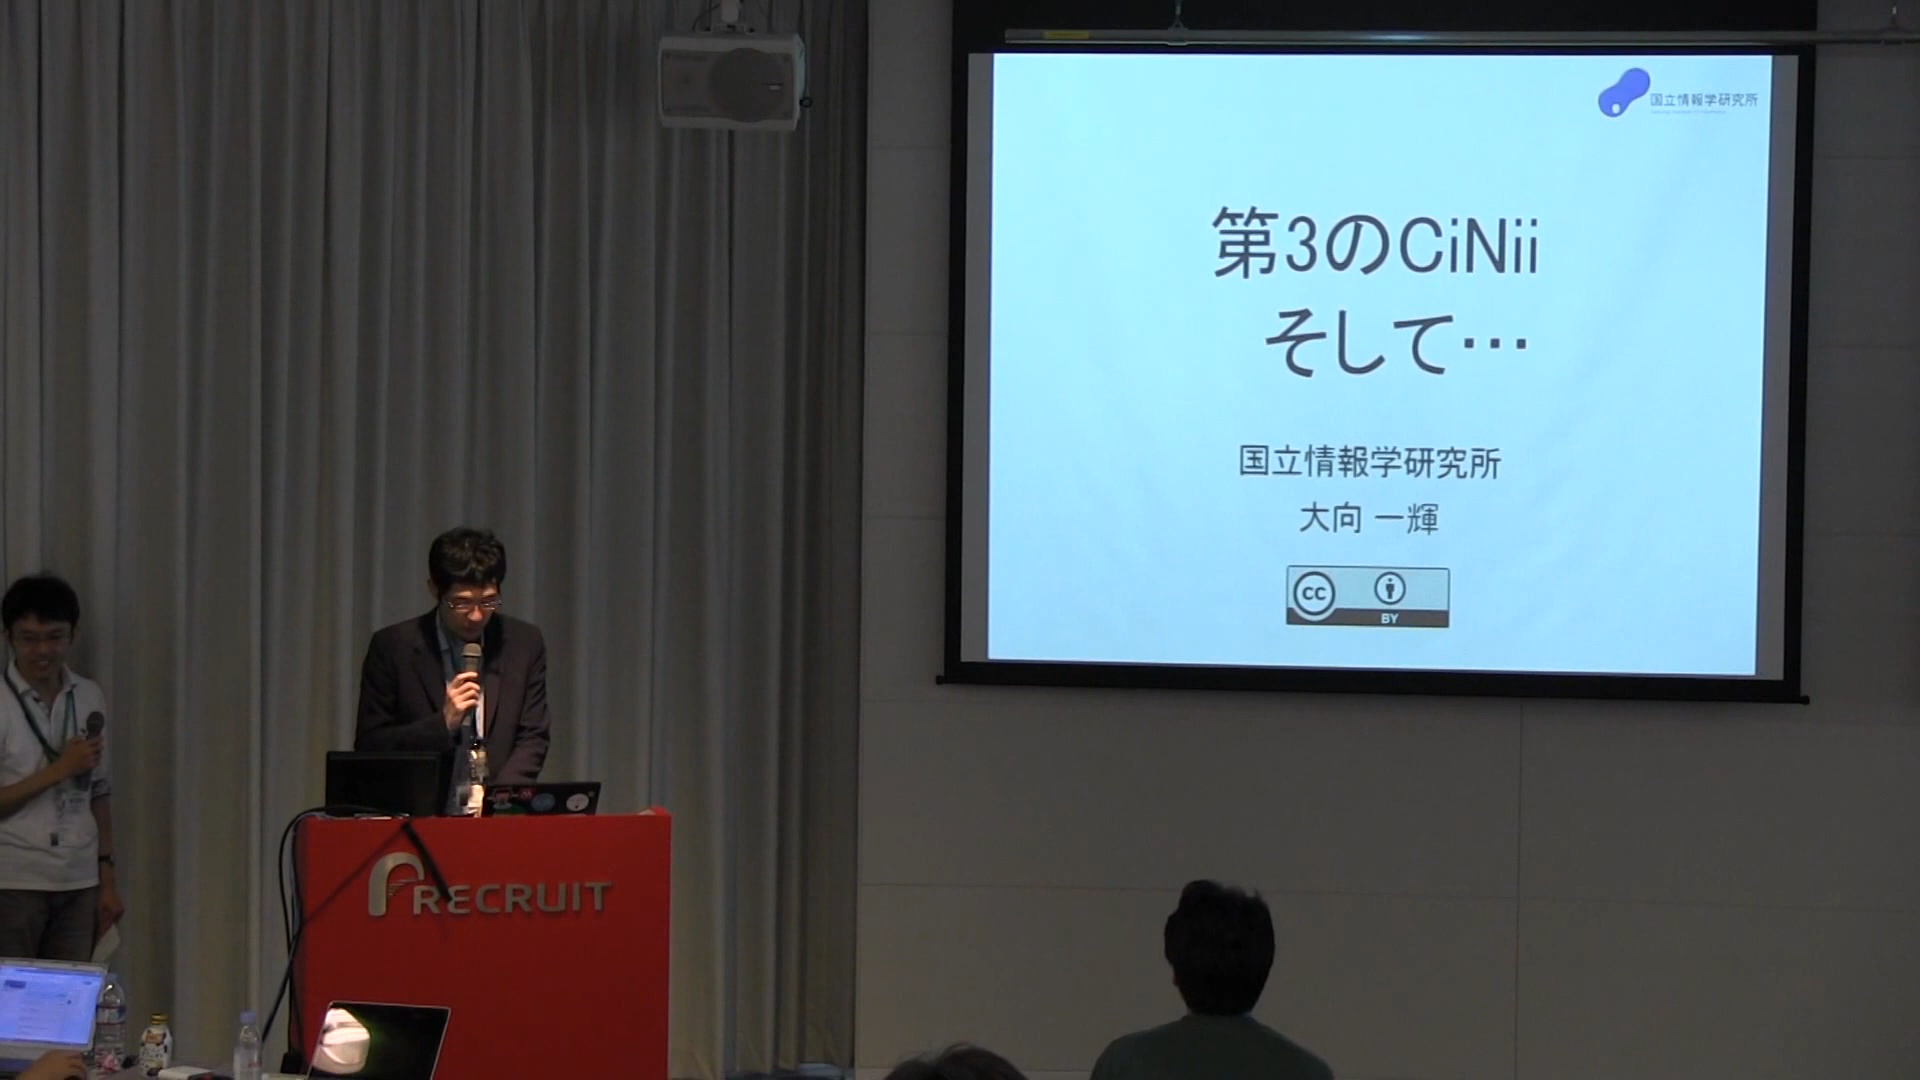 国立情報学研究所
第3のCiNii
そして…
国立情報学研究所
大向 一輝
CC
BY
RECRUIT